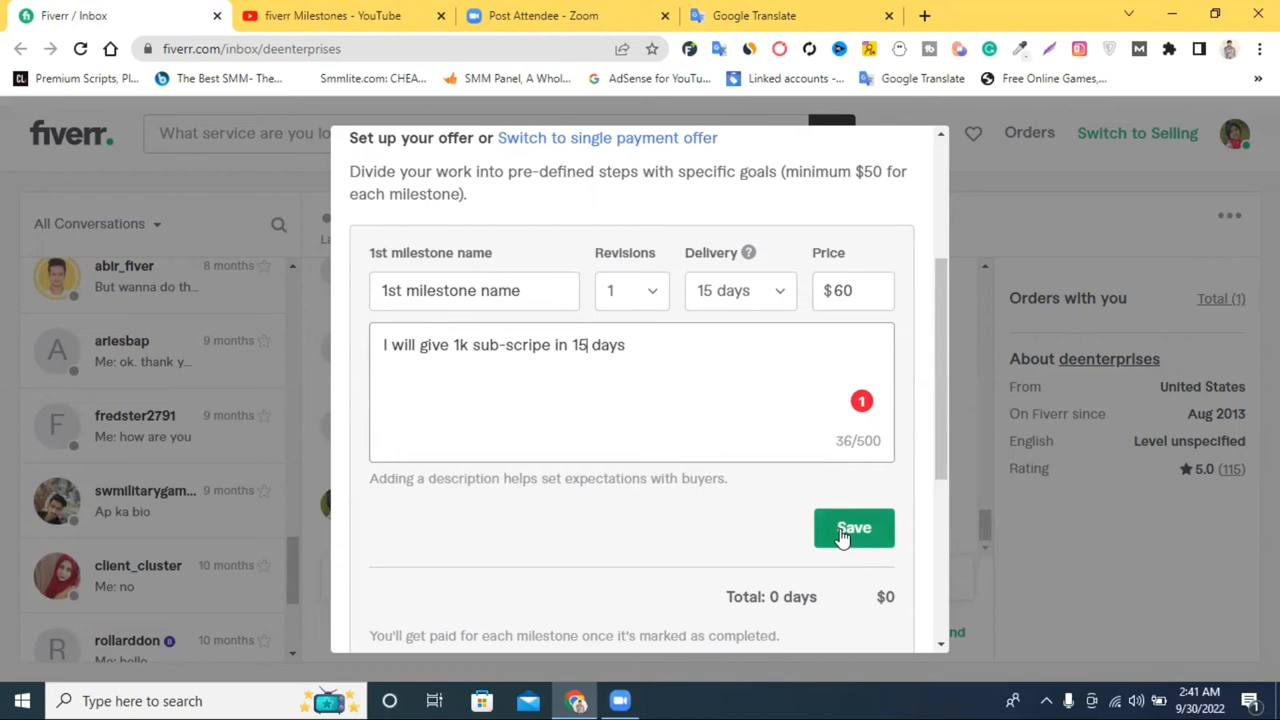 Fiverr / Inbox
fiverr Milestones - YouTube
Post Attendee - Zoom
Google Translate
fiverr.com/inbox/deenterprises
Premium Scripts, Pl...
The Best SMM- The...
Smmlite.com: CHEA...
SMM Panel, A Whol...
AdSense for YouTu...
Linked accounts -...
Google Translate
Free Online Games,...
fiverr.
What service are you lo
Orders
Switch to Selling
Set up your offer or Switch to single payment offer
Divide your work into pre-defined steps with specific goals (minimum $50 for
each milestone).
1st milestone name
Revisions
Delivery
Price
1st milestone name
1
15 days
$60
I will give 1k sub-scripe in 15 days
1
36/500
Adding a description helps set expectations with buyers.
Save
Total: 0 days
$0
You'll get paid for each milestone once it's marked as completed.
All Conversations
abir_fiver
8 months
But wanna do th...
A
arlesbap
9 months
Me: ok. thank y...
F
fredster2791
9 months
Me: how are you
swmilitarygam...
9 months
Ap ka bio
client_cluster
10 months
Me: no
R
rollarddon
10 months
Me: hello
La
nd
Orders with you
Total (1)
About deenterprises
From
United States
On Fiverr since
Aug 2013
English
Level unspecified
Rating
5.0 (115)
Type here to search
2:41 AM
9/30/2022
1